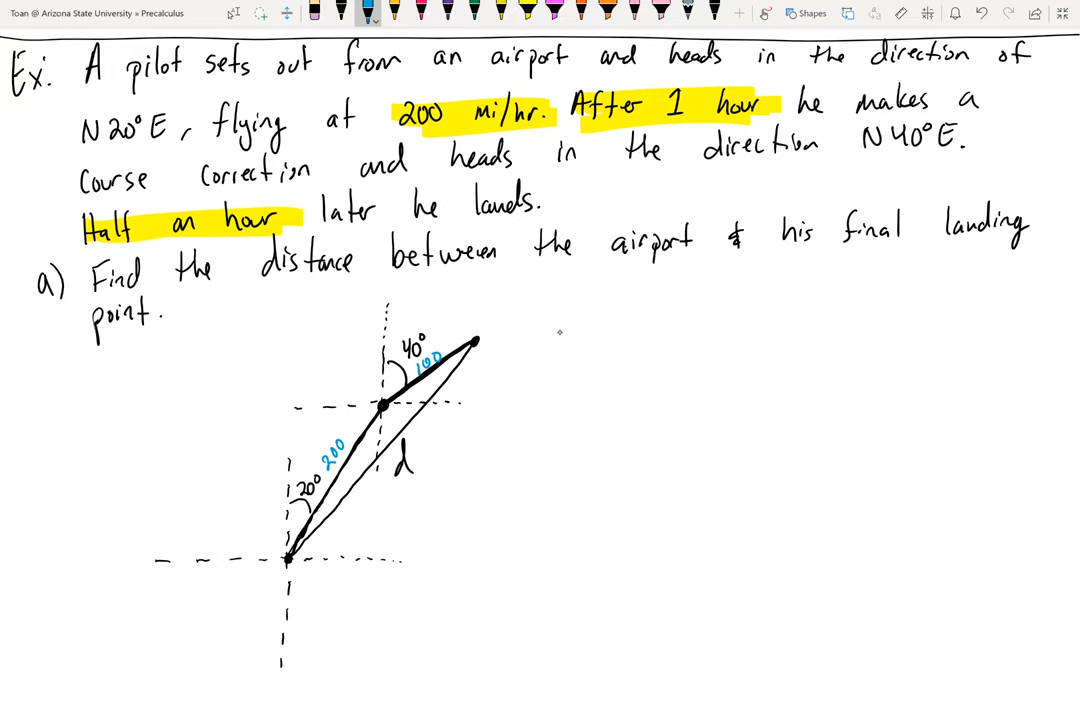 Toan @ Arizona State University » Precalculus
Shapes
Ex: A pilot sets out from an airport and heads in the direction of
N20°E, flying at 200 mi/hr. After 1 hour he makes a
course correction and heads in the direction N40°E.
Half an hour later he lands.
a) Find the distance between the airport & his final landing
point.
40°
100
200
d
20°